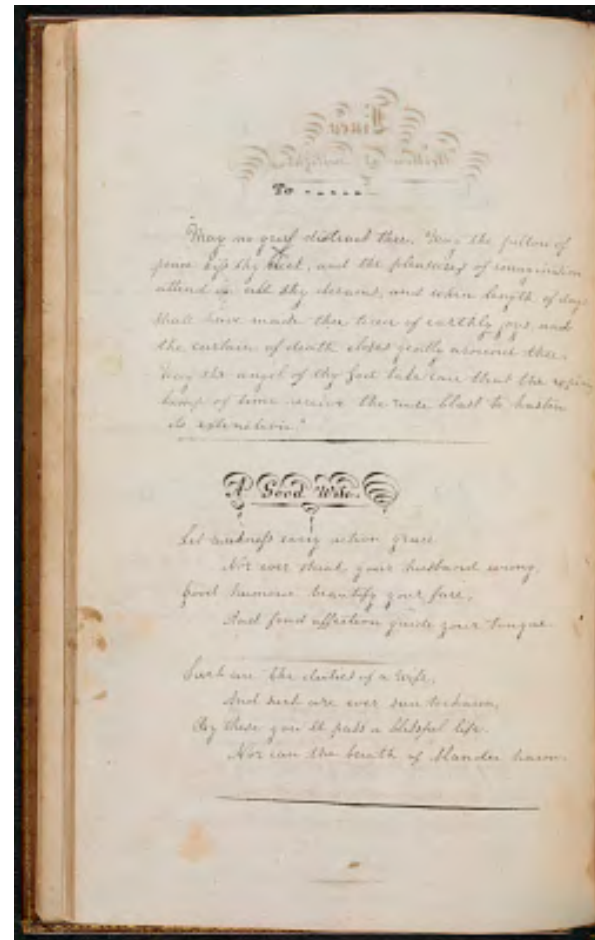 To -----
"May no grief distract thee. May the pillow of
peace kiss thy cheek, and the pleasures of imagination
attend all thy dreams, and when length of days
shall have made thee tired of earthly joys, and
the curtain of death closes gently around thee.
May the angel of thy God take care that the
lamp of time receive the rude blast to hasten
its extinction."
A Good Wife.
Let meekness every action grace
Nor ever your husband wrong,
Good humour beautify your face,
And fond affection guide your tongue.
Such are the duties of a wife,
And such are ever sure to charm,
By these you'll pass a blissful life.
Nor can the breath of slander harm.